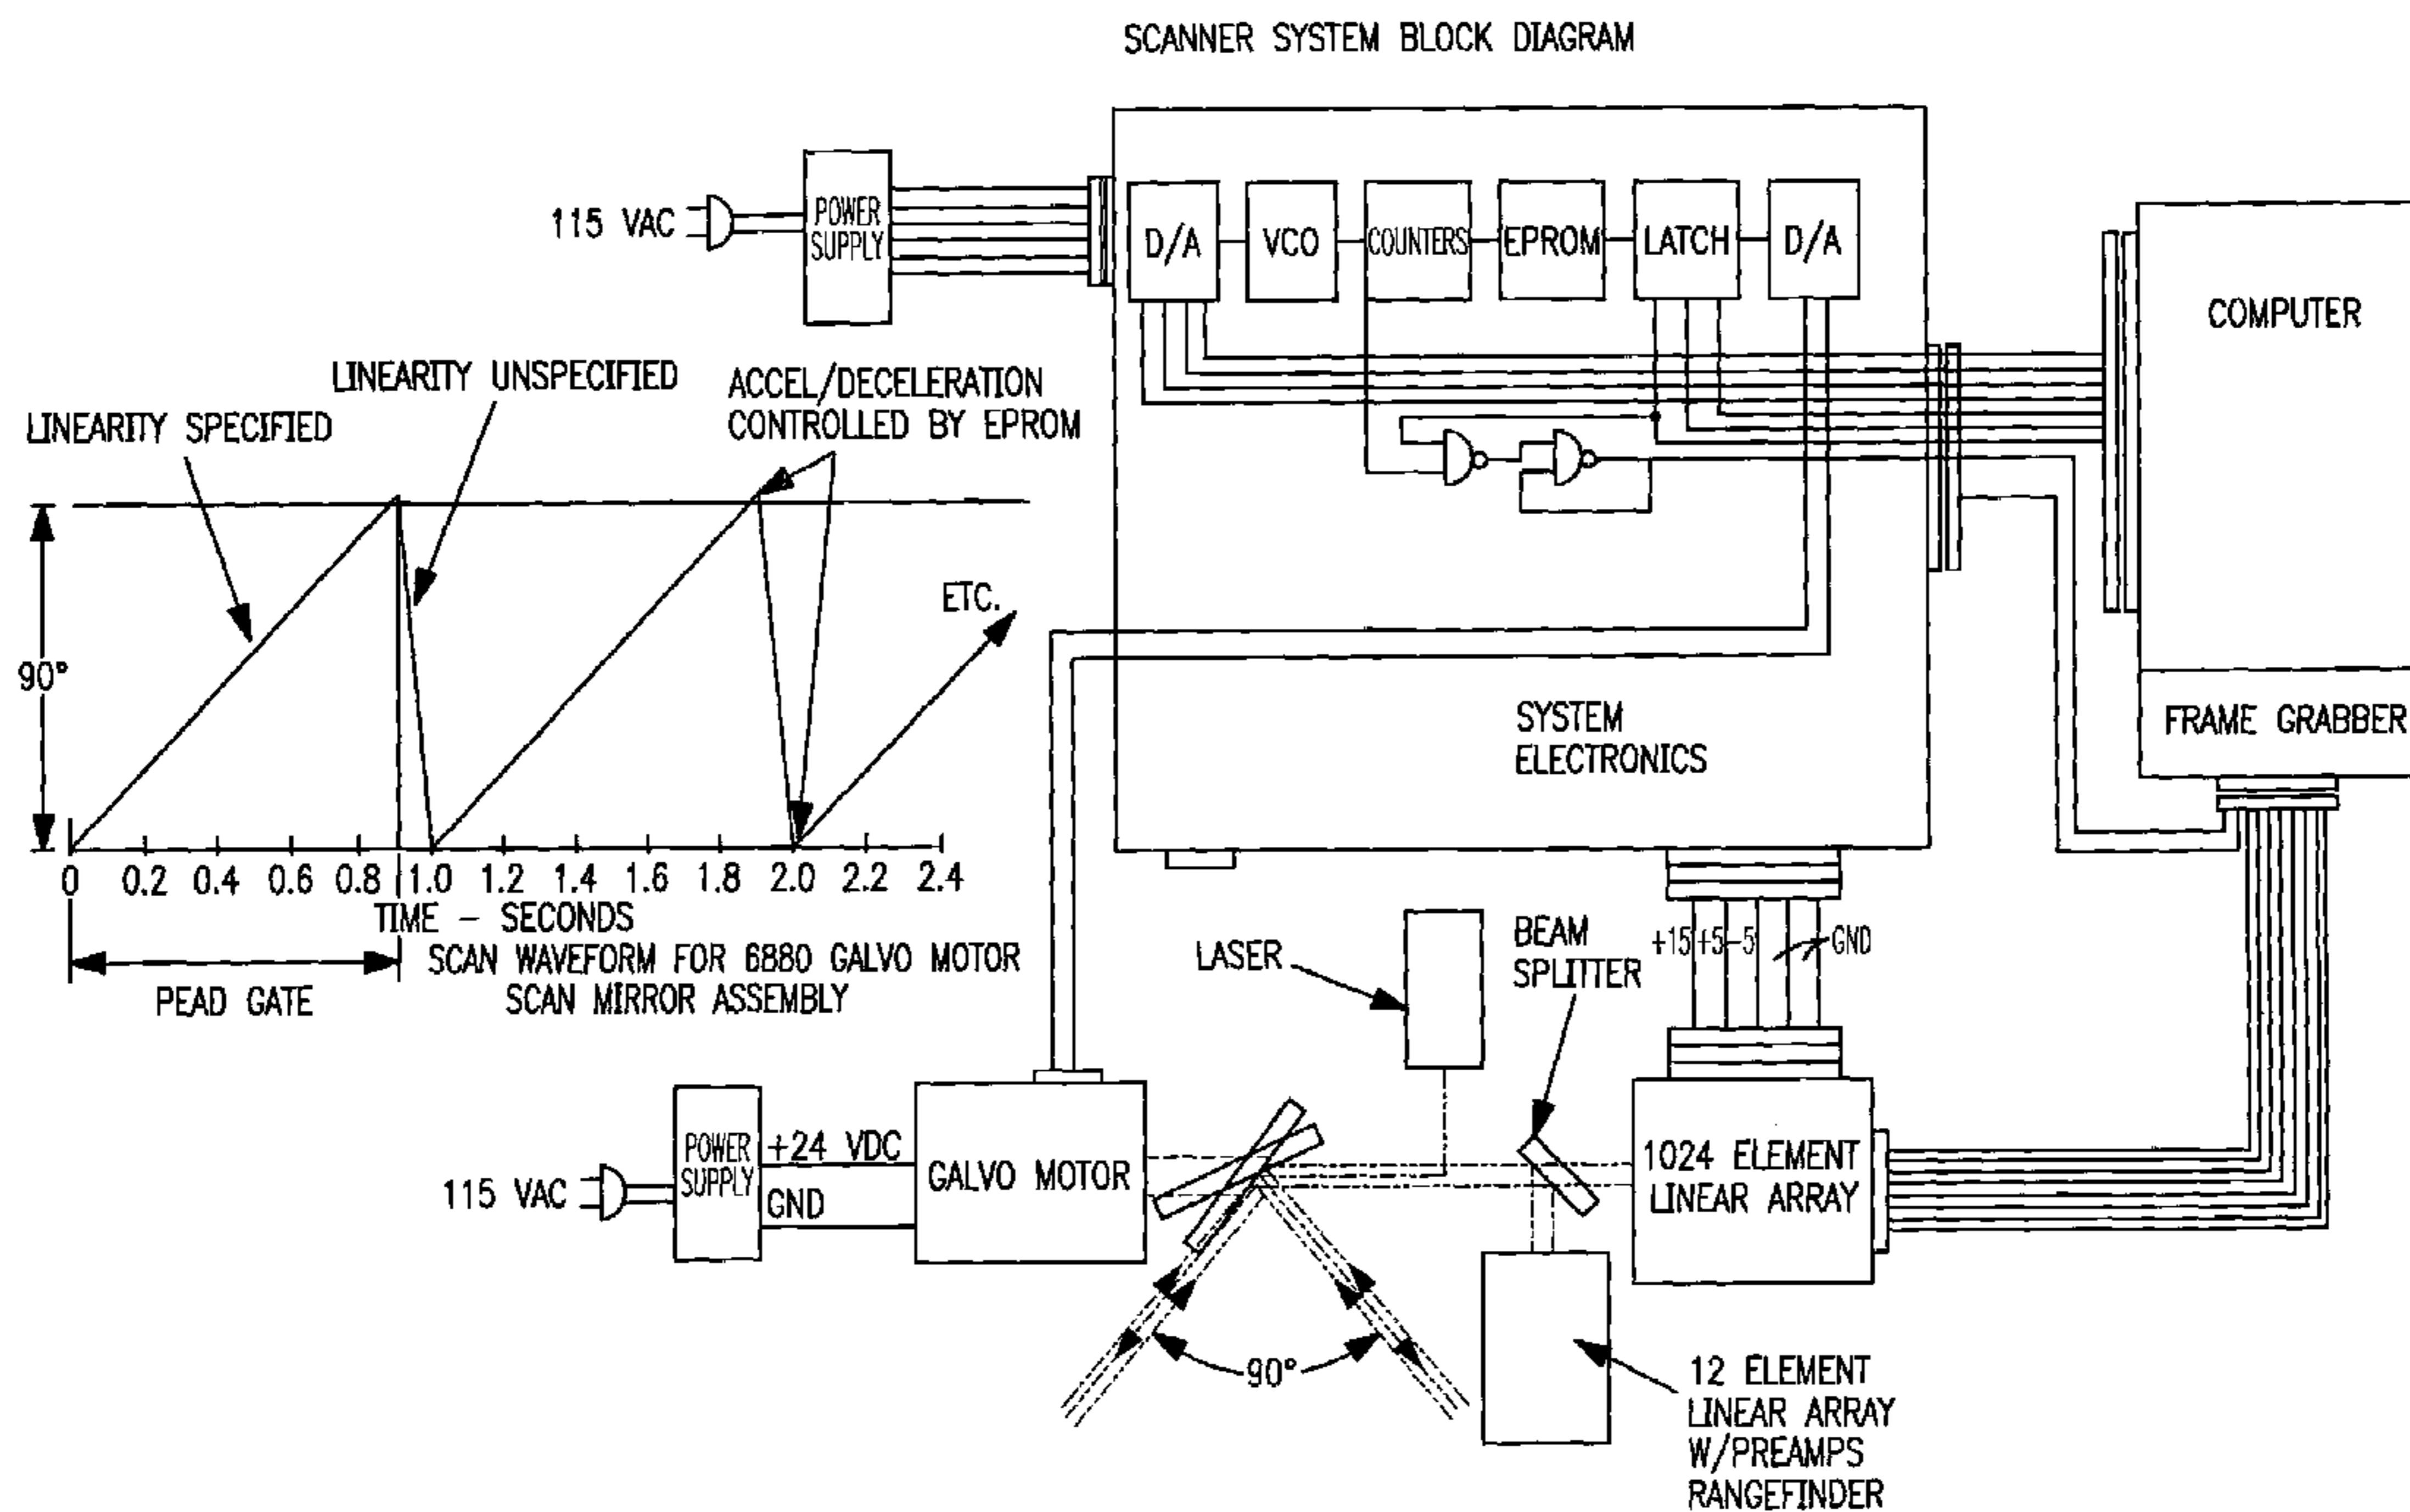 SCANNER SYSTEM BLOCK DIAGRAM
115 VAC
POWER
SUPPLY
D/A
VCO
COUNTERS
EPROM
LATCH
D/A
COMPUTER
FRAME GRABBER
SYSTEM
ELECTRONICS
LINEARITY SPECIFIED
LINEARITY UNSPECIFIED
ACCEL/DECELERATION
CONTROLLED BY EPROM
ETC.
90°
0 0.2 0.4 0.6 0.8 1.0 1.2 1.4 1.6 1.8 2.0 2.2 2.4
TIME - SECONDS
SCAN WAVEFORM FOR 6880 GALVO MOTOR
SCAN MIRROR ASSEMBLY
PEAD GATE
LASER
BEAM
SPLITTER
+15 +5 -5 GND
115 VAC
POWER
SUPPLY
+24 VDC
GND
GALVO MOTOR
1024 ELEMENT
LINEAR ARRAY
90°
12 ELEMENT
LINEAR ARRAY
W/PREAMPS
RANGEFINDER